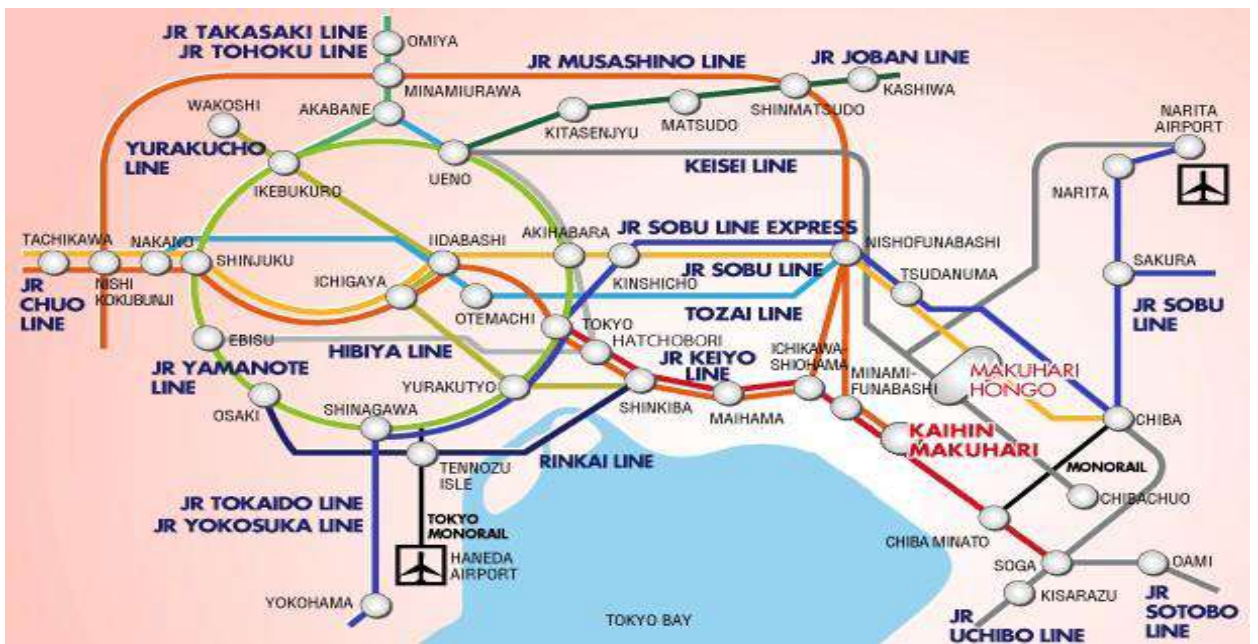 JR TAKASAKI LINE
JR TOHOKU LINE
OMIYA
JR MUSASHINO LINE
JR JOBAN LINE
MINAMIURAWA
SHINMATSUDO
KASHIWA
WAKOSHI
AKABANE
KITASENJYU
MATSUDO
NARITA
AIRPORT
YURAKUCHO
LINE
IKEBUKURO
UENO
KEISEI LINE
NARITA
TACHIKAWA
NAKANO
SHINJUKU
IIDABASHI
AKIHABARA
JR SOBU LINE EXPRESS
NISHOFUNABASHI
JR
CHUO
LINE
NISHI
KOKUBUNJI
ICHIGAYA
KINSHICHO
JR SOBU LINE
TSUDANUMA
SAKURA
OTEMACHI
TOZAI LINE
JR SOBU
LINE
EBISU
HIBIYA LINE
TOKYO
HATCHOBORI
JR KEIYO
LINE
ICHIKAWA-
SHIOHAMA
MINAMI-
FUNABASHI
MAKUHARI
HONGO
JR YAMANOTE
LINE
YURAKUTYO
SHINKIBA
MAIHAMA
OSAKI
SHINAGAWA
KAIHIN
MAKUHARI
CHIBA
TENNOZU
ISLE
RINKAI LINE
MONORAIL
CHIBACHUO
JR TOKAIDO LINE
JR YOKOSUKA LINE
TOKYO
MONORAIL
HANEDA
AIRPORT
CHIBA MINATO
SOGA
OAMI
YOKOHAMA
TOKYO BAY
KISARAZU
JR
UCHIBO LINE
JR
SOTOBO
LINE